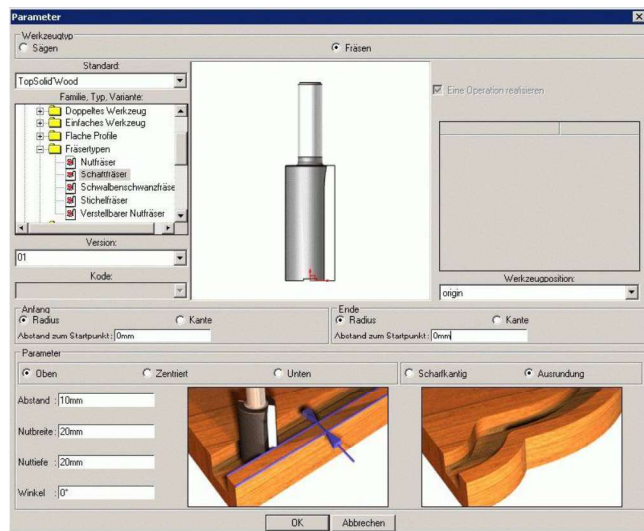 Parameter
Werkzeugtyp
Sägen
Fräsen
Standard:
TopSolid'Wood
Familie, Typ, Variante:
Doppeltes Werkzeug
Einfaches Werkzeug
Flache Profile
Fräsertypen
Nutfräser
Schaftfräser
Schwalbenschwanzfräse
Stichelfräser
Verstellbarer Nutfräser
Version:
01
Kode:
Eine Operation realisieren
Werkzeugposition:
origin
Anfang
Radius
Kante
Abstand zum Startpunkt: 0mm
Ende
Radius
Kante
Abstand zum Startpunkt: 0mm
Parameter
Oben
Zentriert
Unten
Scharfkantig
Ausrundung
Abstand : 10mm
Nutbreite: 20mm
Nuttiefe : 20mm
Winkel : 0°
OK
Abbrechen